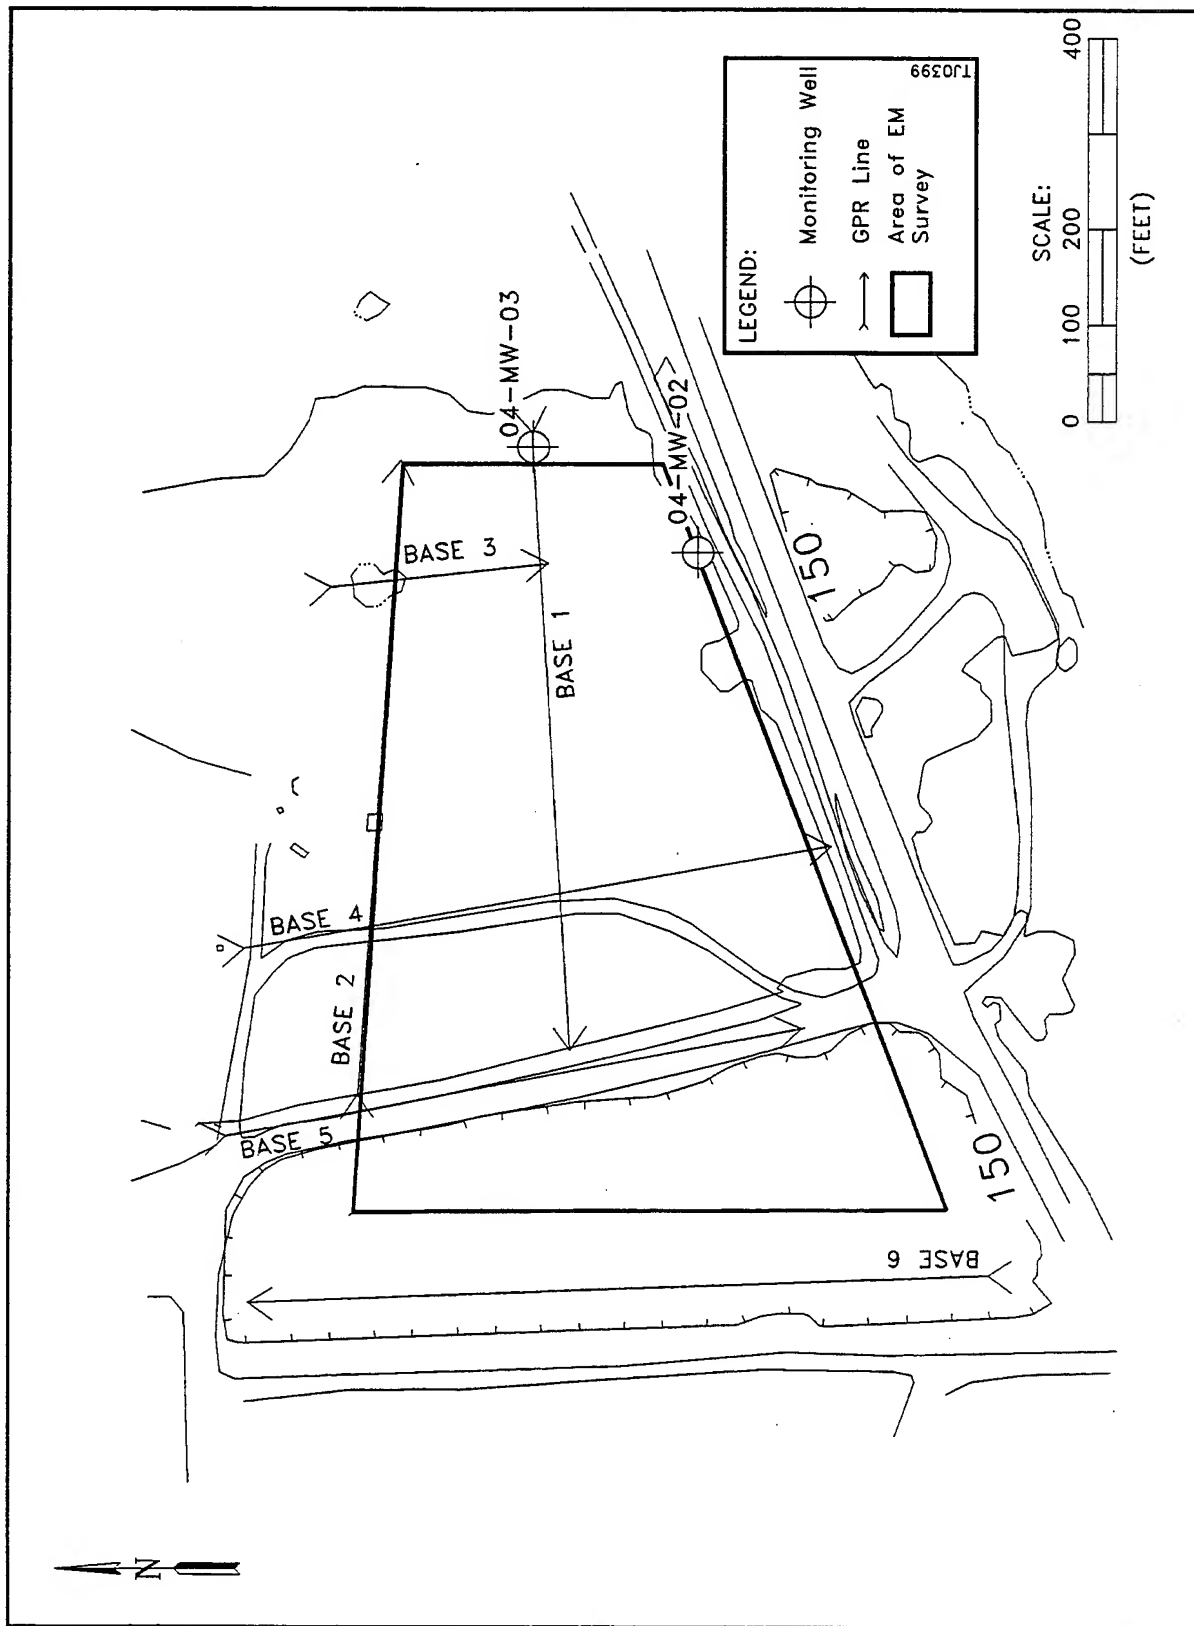 04-MW-03
04-MW-02
BASE 3
BASE 1
BASE 4
BASE 2
BASE 5
BASE 6
150
150
N
LEGEND:
Monitoring Well
GPR Line
Area of EM
Survey
TJ0399
SCALE:
0 100 200 400
(FEET)